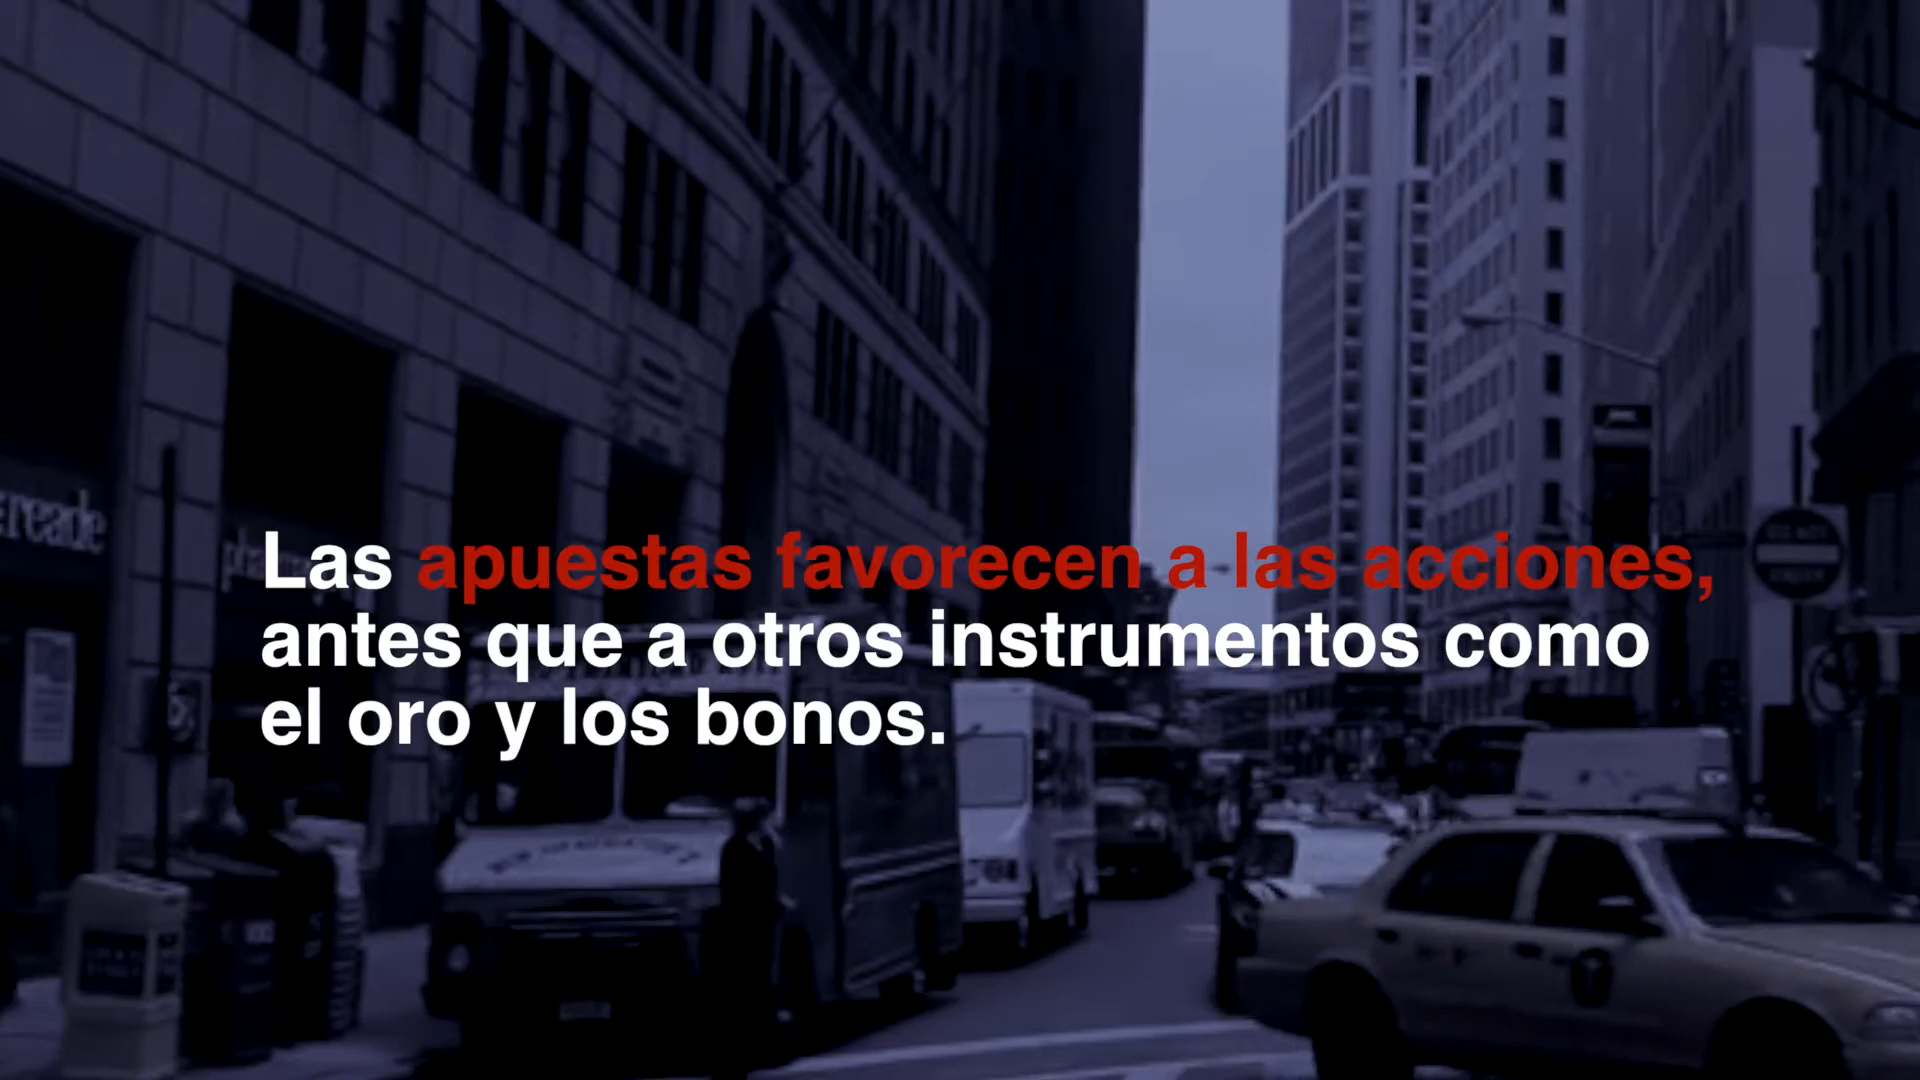 Las apuestas favorecen a las acciones,
antes que a otros instrumentos como
el oro y los bonos.